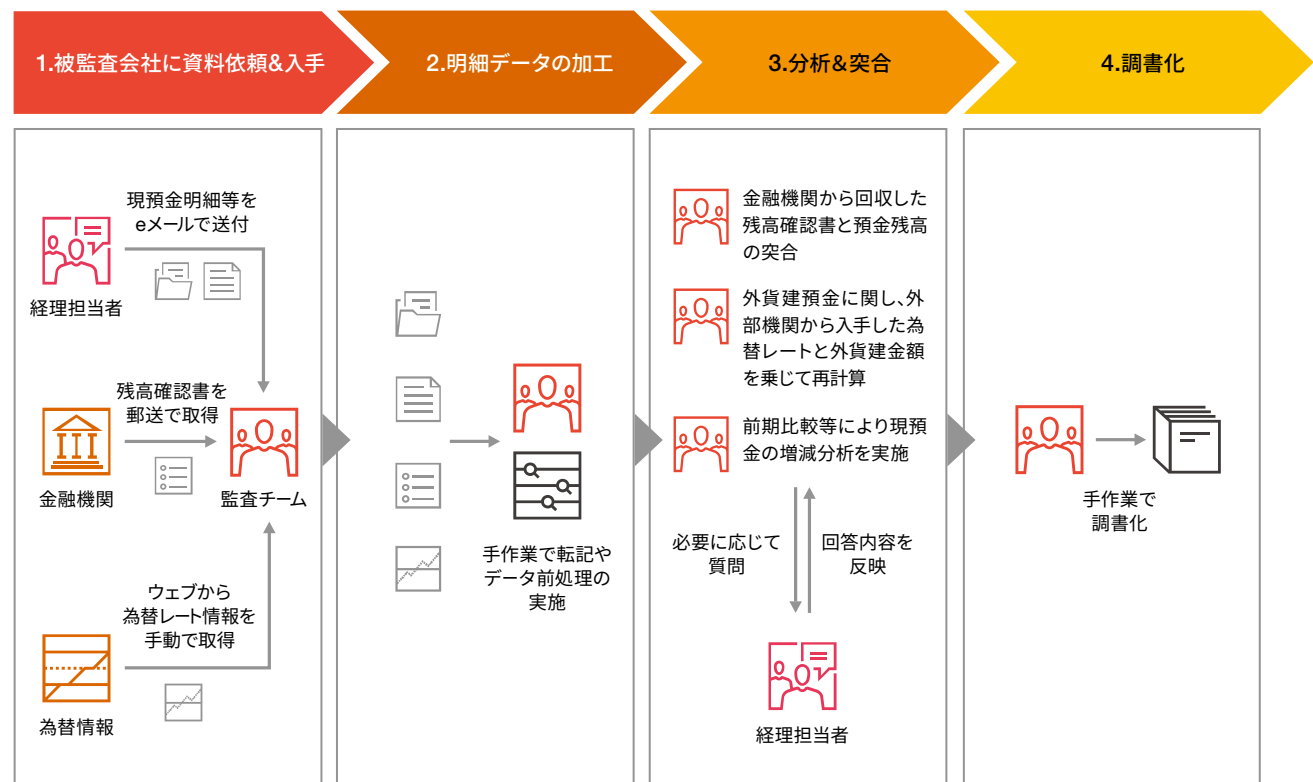 1.被監査会社に資料依頼&入手
2.明細データの加工
3.分析&突合
4.調書化
現預金明細等を
eメールで送付
経理担当者
残高確認書を
郵送で取得
金融機関
監査チーム
ウェブから
為替レート情報を
手動で取得
為替情報
手作業で転記や
データ前処理の
実施
金融機関から回収した
残高確認書と預金残高
の突合
外貨建預金に関し、外
部機関から入手した為
替レートと外貨建金額
を乗じて再計算
前期比較等により現預
金の増減分析を実施
必要に応じて
質問
回答内容を
反映
経理担当者
手作業で
調書化